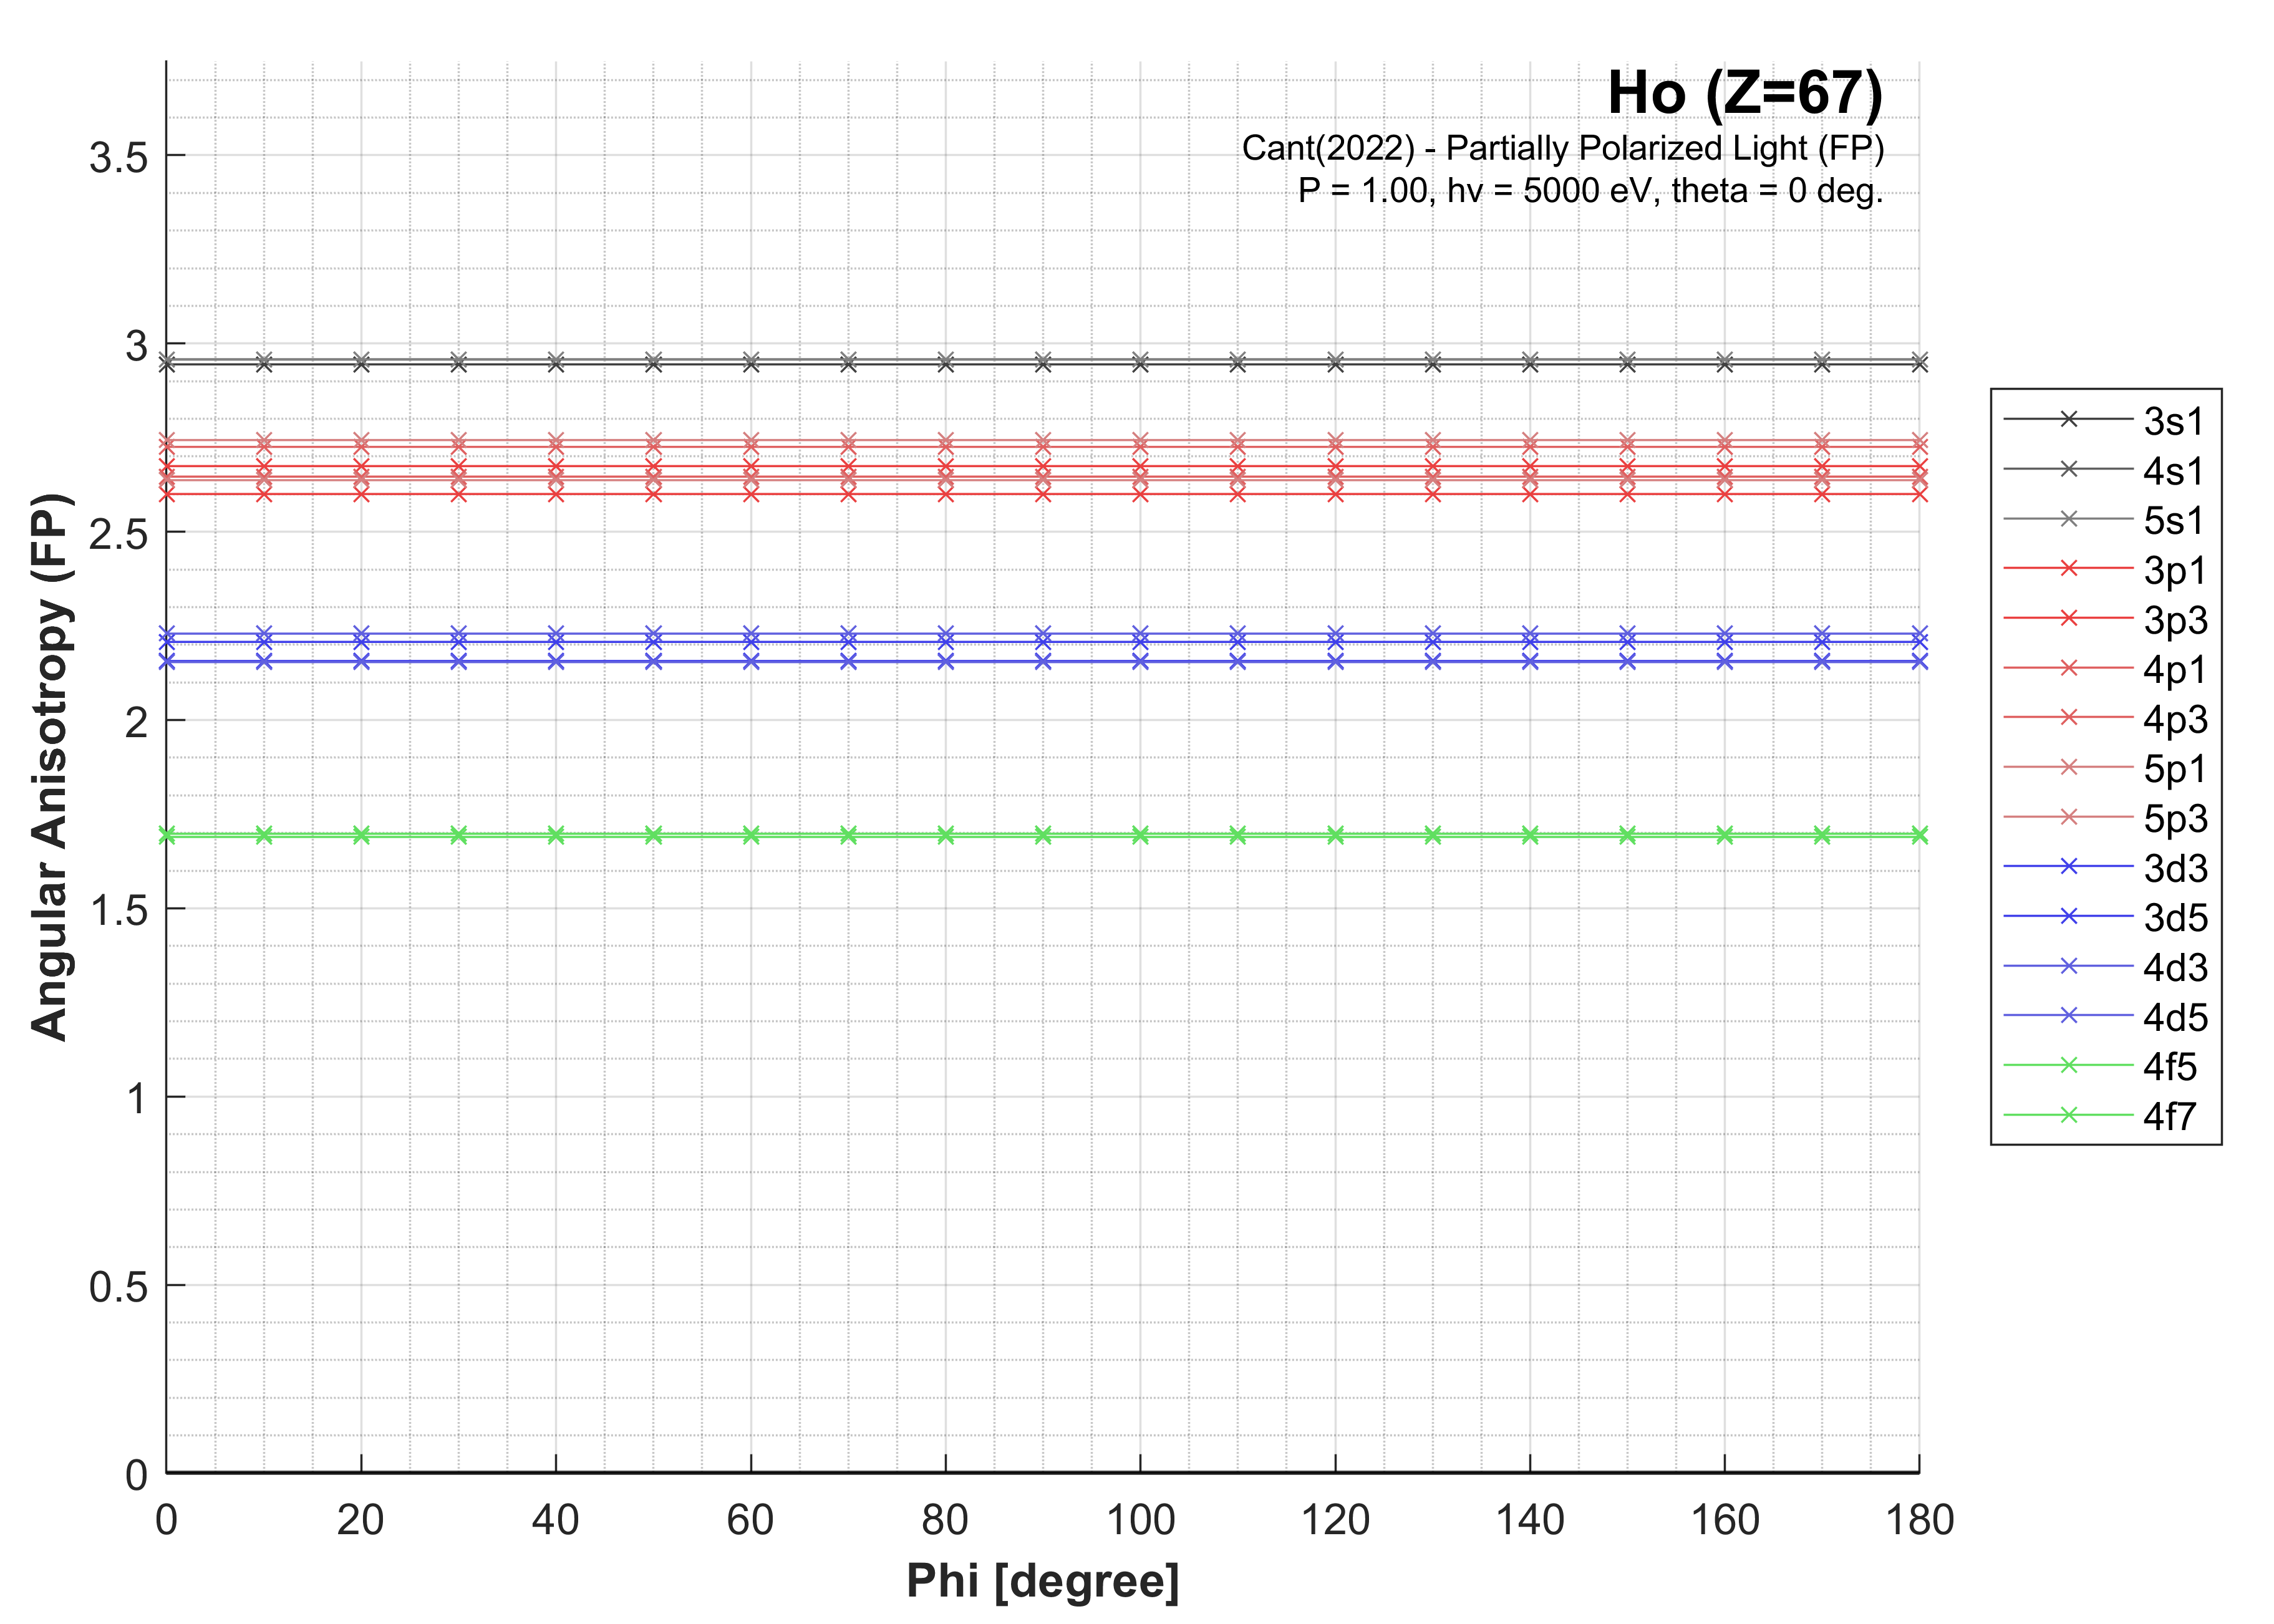 Ho (Z=67)
Cant(2022) - Partially Polarized Light (FP)
P = 1.00, hv = 5000 eV, theta = 0 deg.
Angular Anisotropy (FP)
3.5
3
2.5
2
1.5
1
0.5
0
0 20 40 60 80 100 120 140 160 180
Phi [degree]
3s1
4s1
5s1
3p1
3p3
4p1
4p3
5p1
5p3
3d3
3d5
4d3
4d5
4f5
4f7